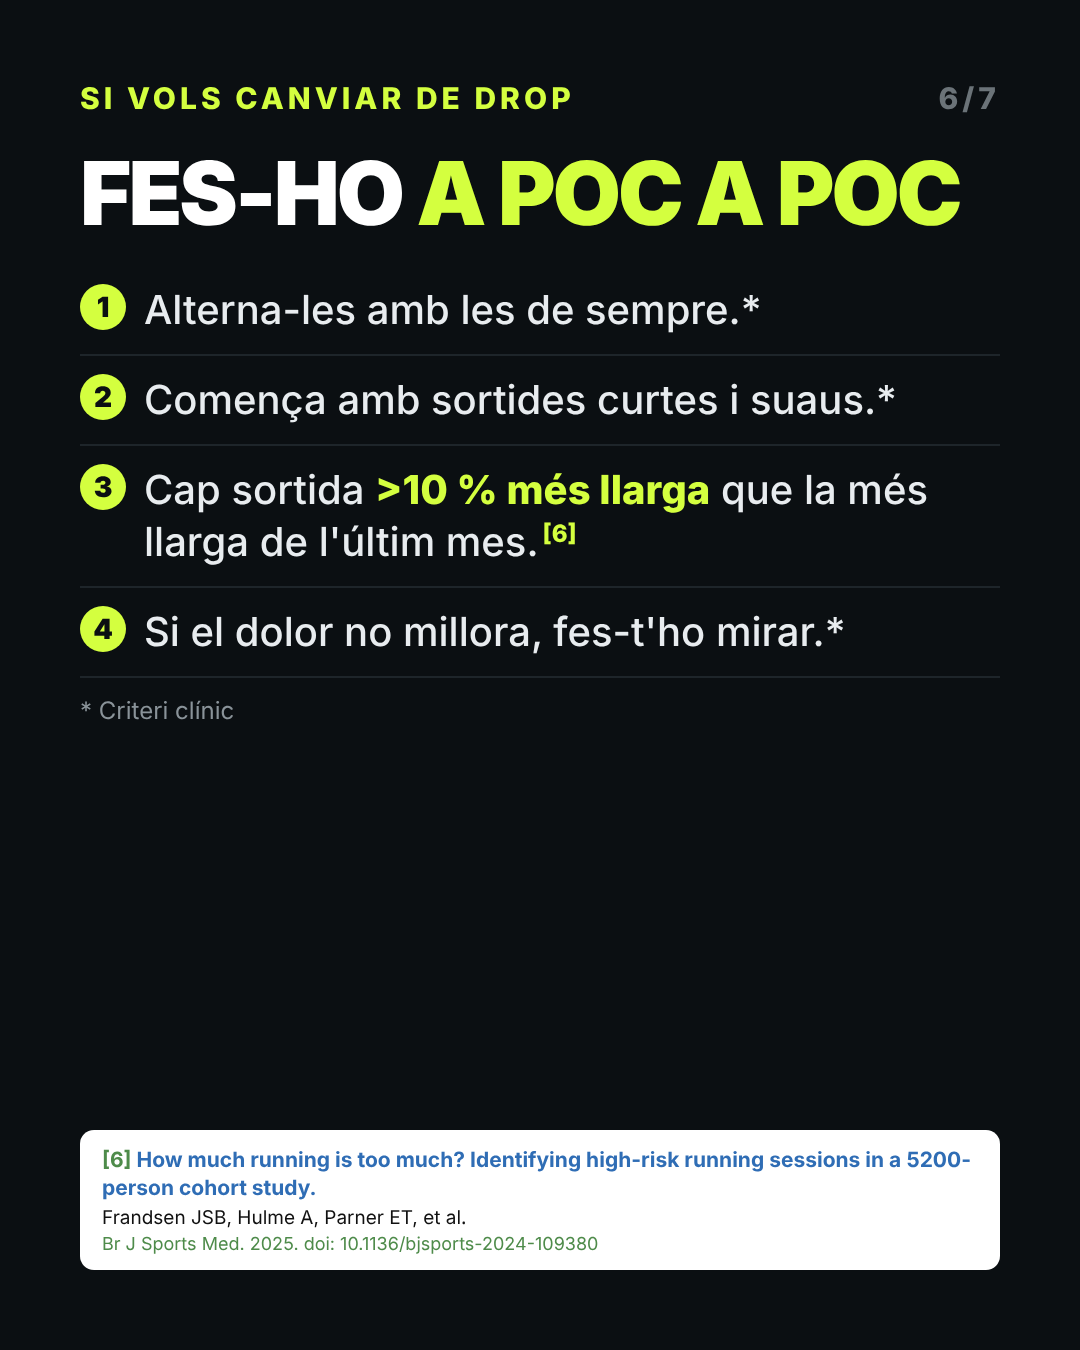 SI VOLS CANVIAR DE DROP
6/7
FES-HO A POC A POC
1 Alterna-les amb les de sempre.*
2 Comença amb sortides curtes i suaus.*
3 Cap sortida >10 % més llarga que la més
llarga de l'últim mes.[6]
4 Si el dolor no millora, fes-t'ho mirar.*
* Criteri clínic
[6] How much running is too much? Identifying high-risk running sessions in a 5200-
person cohort study.
Frandsen JSB, Hulme A, Parner ET, et al.
Br J Sports Med. 2025. doi: 10.1136/bjsports-2024-109380